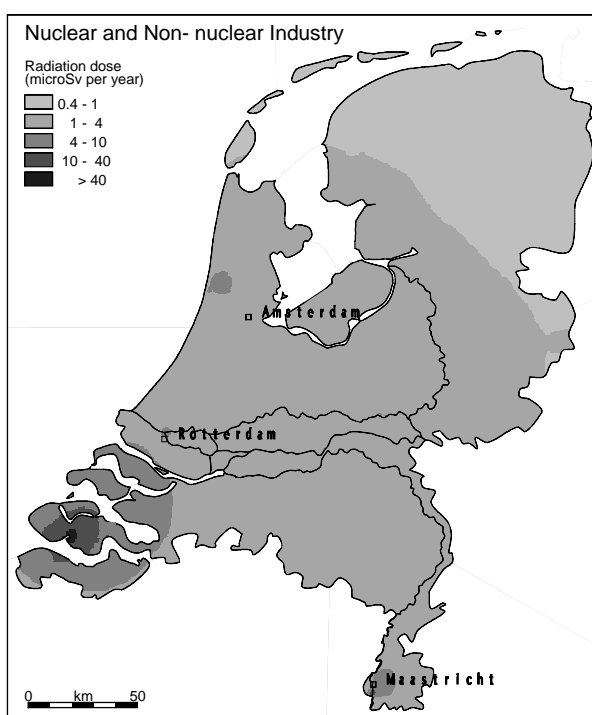 Nuclear and Non- nuclear Industry
Radiation dose
(microSv per year)
0.4 - 1
1 - 4
4 - 10
10 - 40
> 40
Amsterdam
Rotterdam
Maastricht
0 km 50